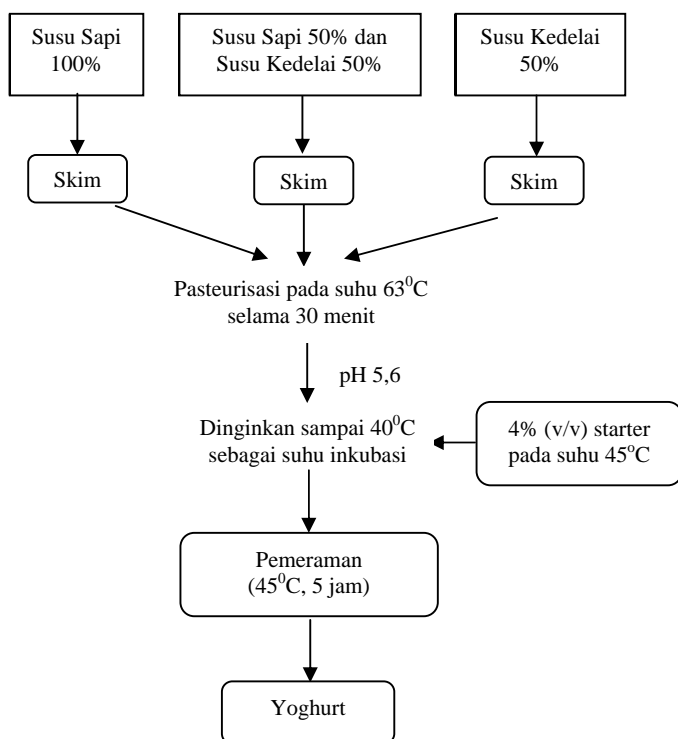 Susu Sapi
100%
Susu Sapi 50% dan
Susu Kedelai 50%
Susu Kedelai
50%
Skim
Skim
Skim
Pasteurisasi pada suhu 63⁰C
selama 30 menit
pH 5,6
Dinginkan sampai 40⁰C
sebagai suhu inkubasi
4% (v/v) starter
pada suhu 45ᵒC
Pemeraman
(45⁰C, 5 jam)
Yoghurt